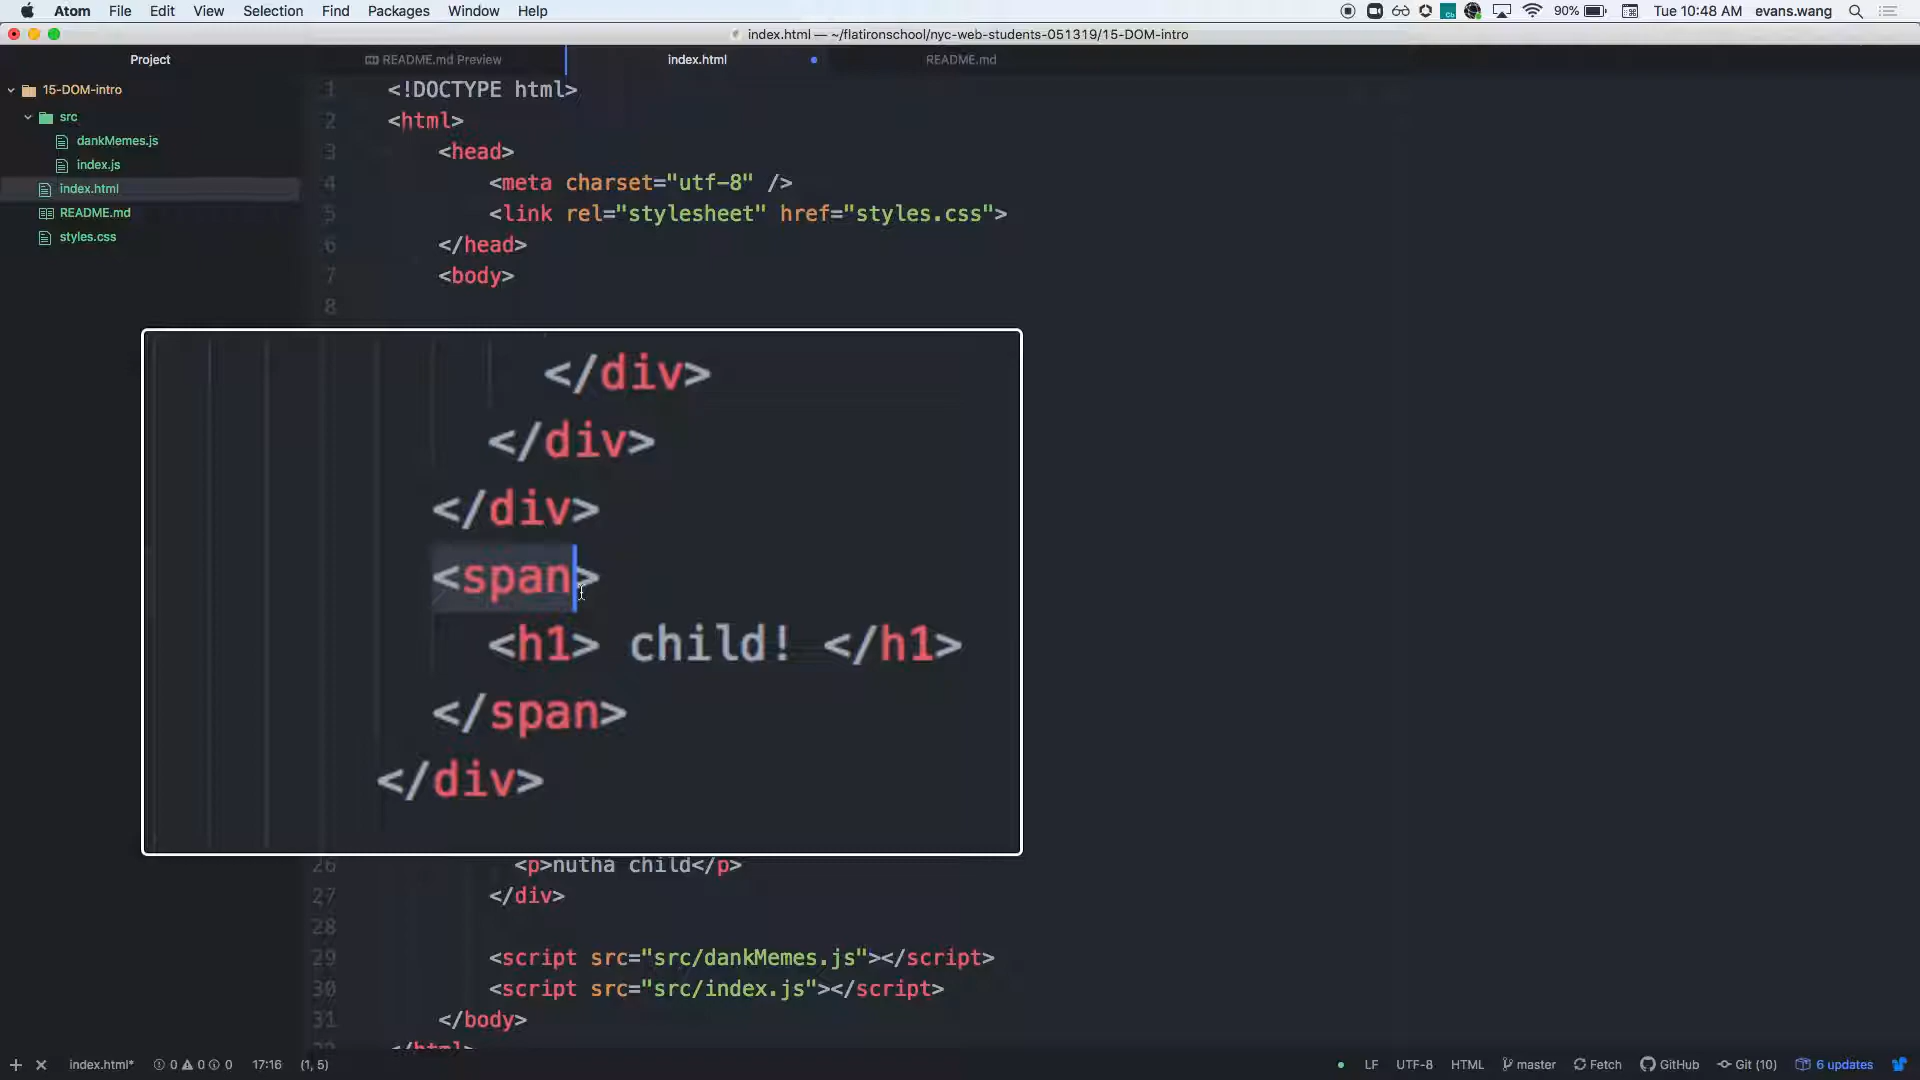 Atom File Edit View Selection Find Packages Window Help 90% Tue 10:48 AM evans.wang
index.html — ~/flatironschool/nyc-web-students-051319/15-DOM-intro
Project README.md Preview index.html README.md
15-DOM-intro
src
dankMemes.js
index.js
index.html
README.md
styles.css
1 <!DOCTYPE html>
2 <html>
3 <head>
4 <meta charset="utf-8" />
5 <link rel="stylesheet" href="styles.css">
6 </head>
7 <body>
8
</div>
</div>
</div>
<span>
<h1> child! </h1>
</span>
</div>
26 <p>nutha child</p>
27 </div>
28
29 <script src="src/dankMemes.js"></script>
30 <script src="src/index.js"></script>
31 </body>
index.html* 0 0 0 17:16 (1, 5) LF UTF-8 HTML master Fetch GitHub Git (10) 6 updates